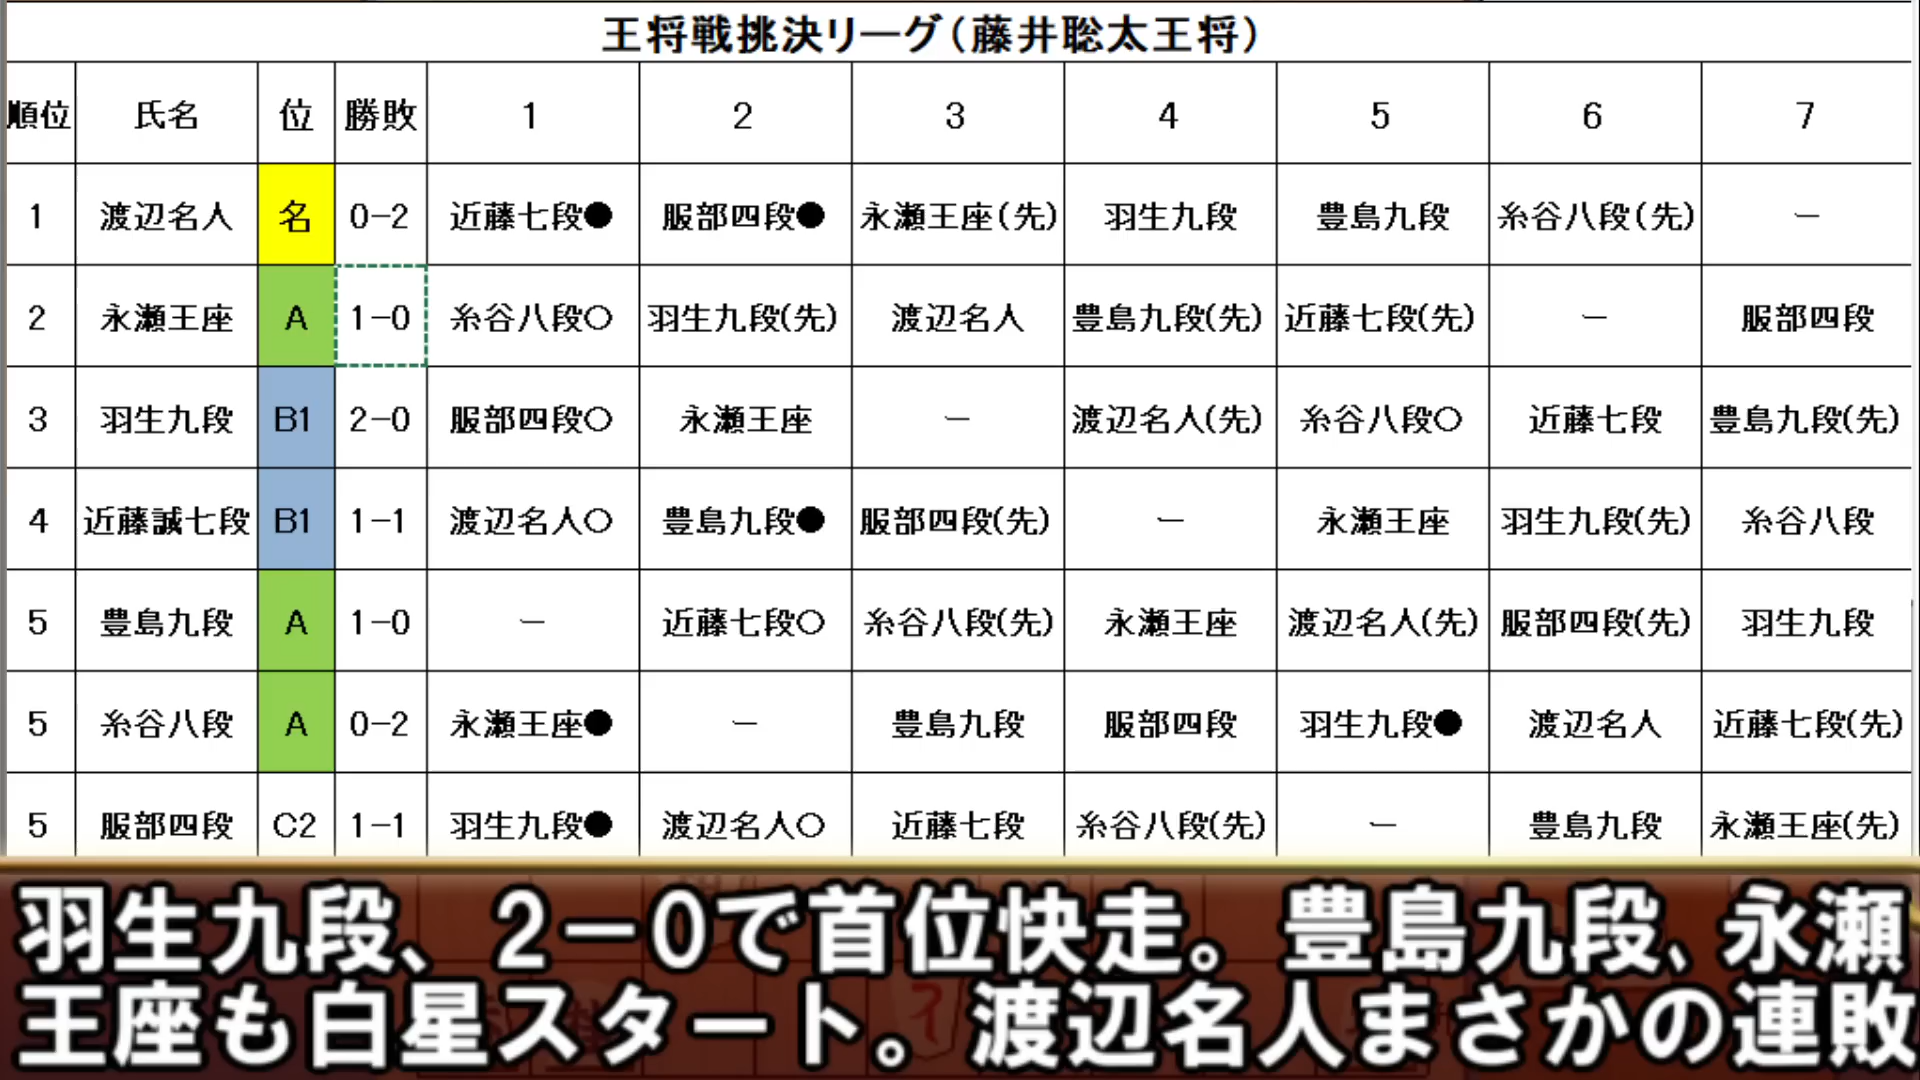 王将戦挑決リーグ(藤井聡太王将)
順位 氏名 位 勝敗 1 2 3 4 5 6 7
1 渡辺名人 名 0-2 近藤七段● 服部四段● 永瀬王座(先) 羽生九段 豊島九段 糸谷八段(先) ー
2 永瀬王座 A 1-0 糸谷八段○ 羽生九段(先) 渡辺名人 豊島九段(先) 近藤七段(先) ー 服部四段
3 羽生九段 B1 2-0 服部四段○ 永瀬王座 ー 渡辺名人(先) 糸谷八段○ 近藤七段 豊島九段(先)
4 近藤誠七段 B1 1-1 渡辺名人○ 豊島九段● 服部四段(先) ー 永瀬王座 羽生九段(先) 糸谷八段
5 豊島九段 A 1-0 ー 近藤七段○ 糸谷八段(先) 永瀬王座 渡辺名人(先) 服部四段(先) 羽生九段
5 糸谷八段 A 0-2 永瀬王座● ー 豊島九段 服部四段 羽生九段● 渡辺名人 近藤七段(先)
5 服部四段 C2 1-1 羽生九段● 渡辺名人○ 近藤七段 糸谷八段(先) ー 豊島九段 永瀬王座(先)
羽生九段、2-0で首位快走。豊島九段、永瀬
王座も白星スタート。渡辺名人まさかの連敗